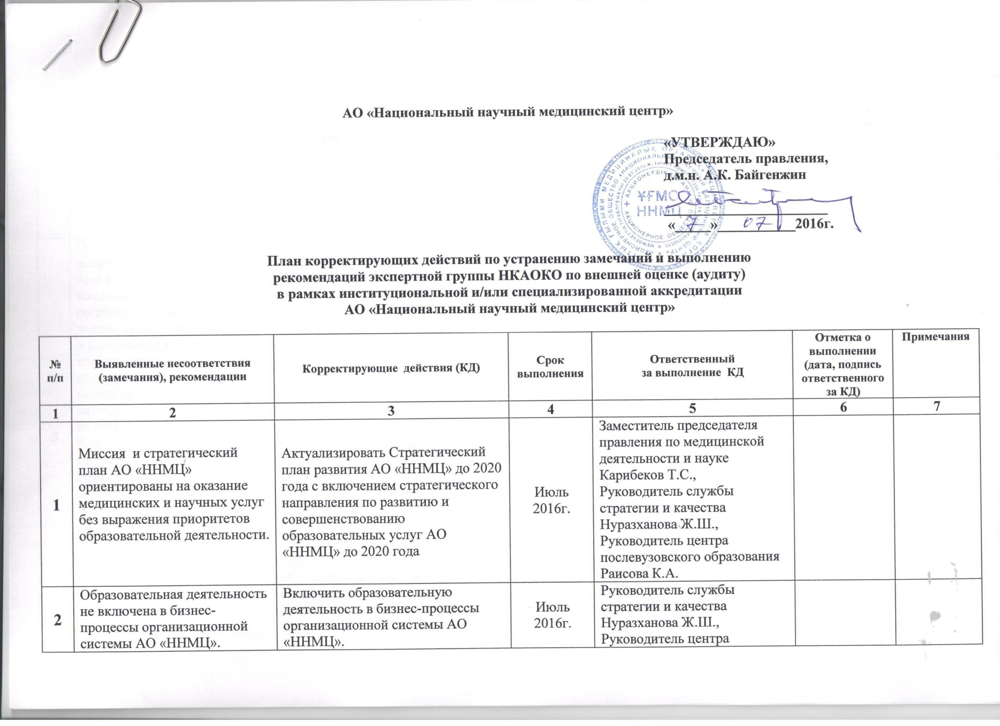 АО «Национальный научный медицинский центр»
«УТВЕРЖДАЮ»
Председатель правления,
д.м.н. А.К. Байгенжин
ҰҒМО
ННМЦ
«7» 07 2016г.
План корректирующих действий по устранению замечаний и выполнению
рекомендаций экспертной группы НКАОКО по внешней оценке (аудиту)
в рамках институциональной и/или специализированной аккредитации
АО «Национальный научный медицинский центр»
№
п/п
Выявленные несоответствия
(замечания), рекомендации
Корректирующие действия (КД)
Срок
выполнения
Ответственный
за выполнение КД
Отметка о
выполнении
(дата, подпись
ответственного
за КД)
Примечания
1
2
3
4
5
6
7
1
Миссия и стратегический
план АО «ННМЦ»
ориентированы на оказание
медицинских и научных услуг
без выражения приоритетов
образовательной деятельности.
Актуализировать Стратегический
план развития АО «ННМЦ» до 2020
года с включением стратегического
направления по развитию и
совершенствованию
образовательных услуг АО
«ННМЦ» до 2020 года
Июль
2016г.
Заместитель председателя
правления по медицинской
деятельности и науке
Карибеков Т.С.,
Руководитель службы
стратегии и качества
Нуразханова Ж.Ш.,
Руководитель центра
послевузовского образования
Раисова К.А.
2
Образовательная деятельность
не включена в бизнес-
процессы организационной
системы АО «ННМЦ».
Включить образовательную
деятельность в бизнес-процессы
организационной системы АО
«ННМЦ».
Июль
2016г.
Руководитель службы
стратегии и качества
Нуразханова Ж.Ш.,
Руководитель центра